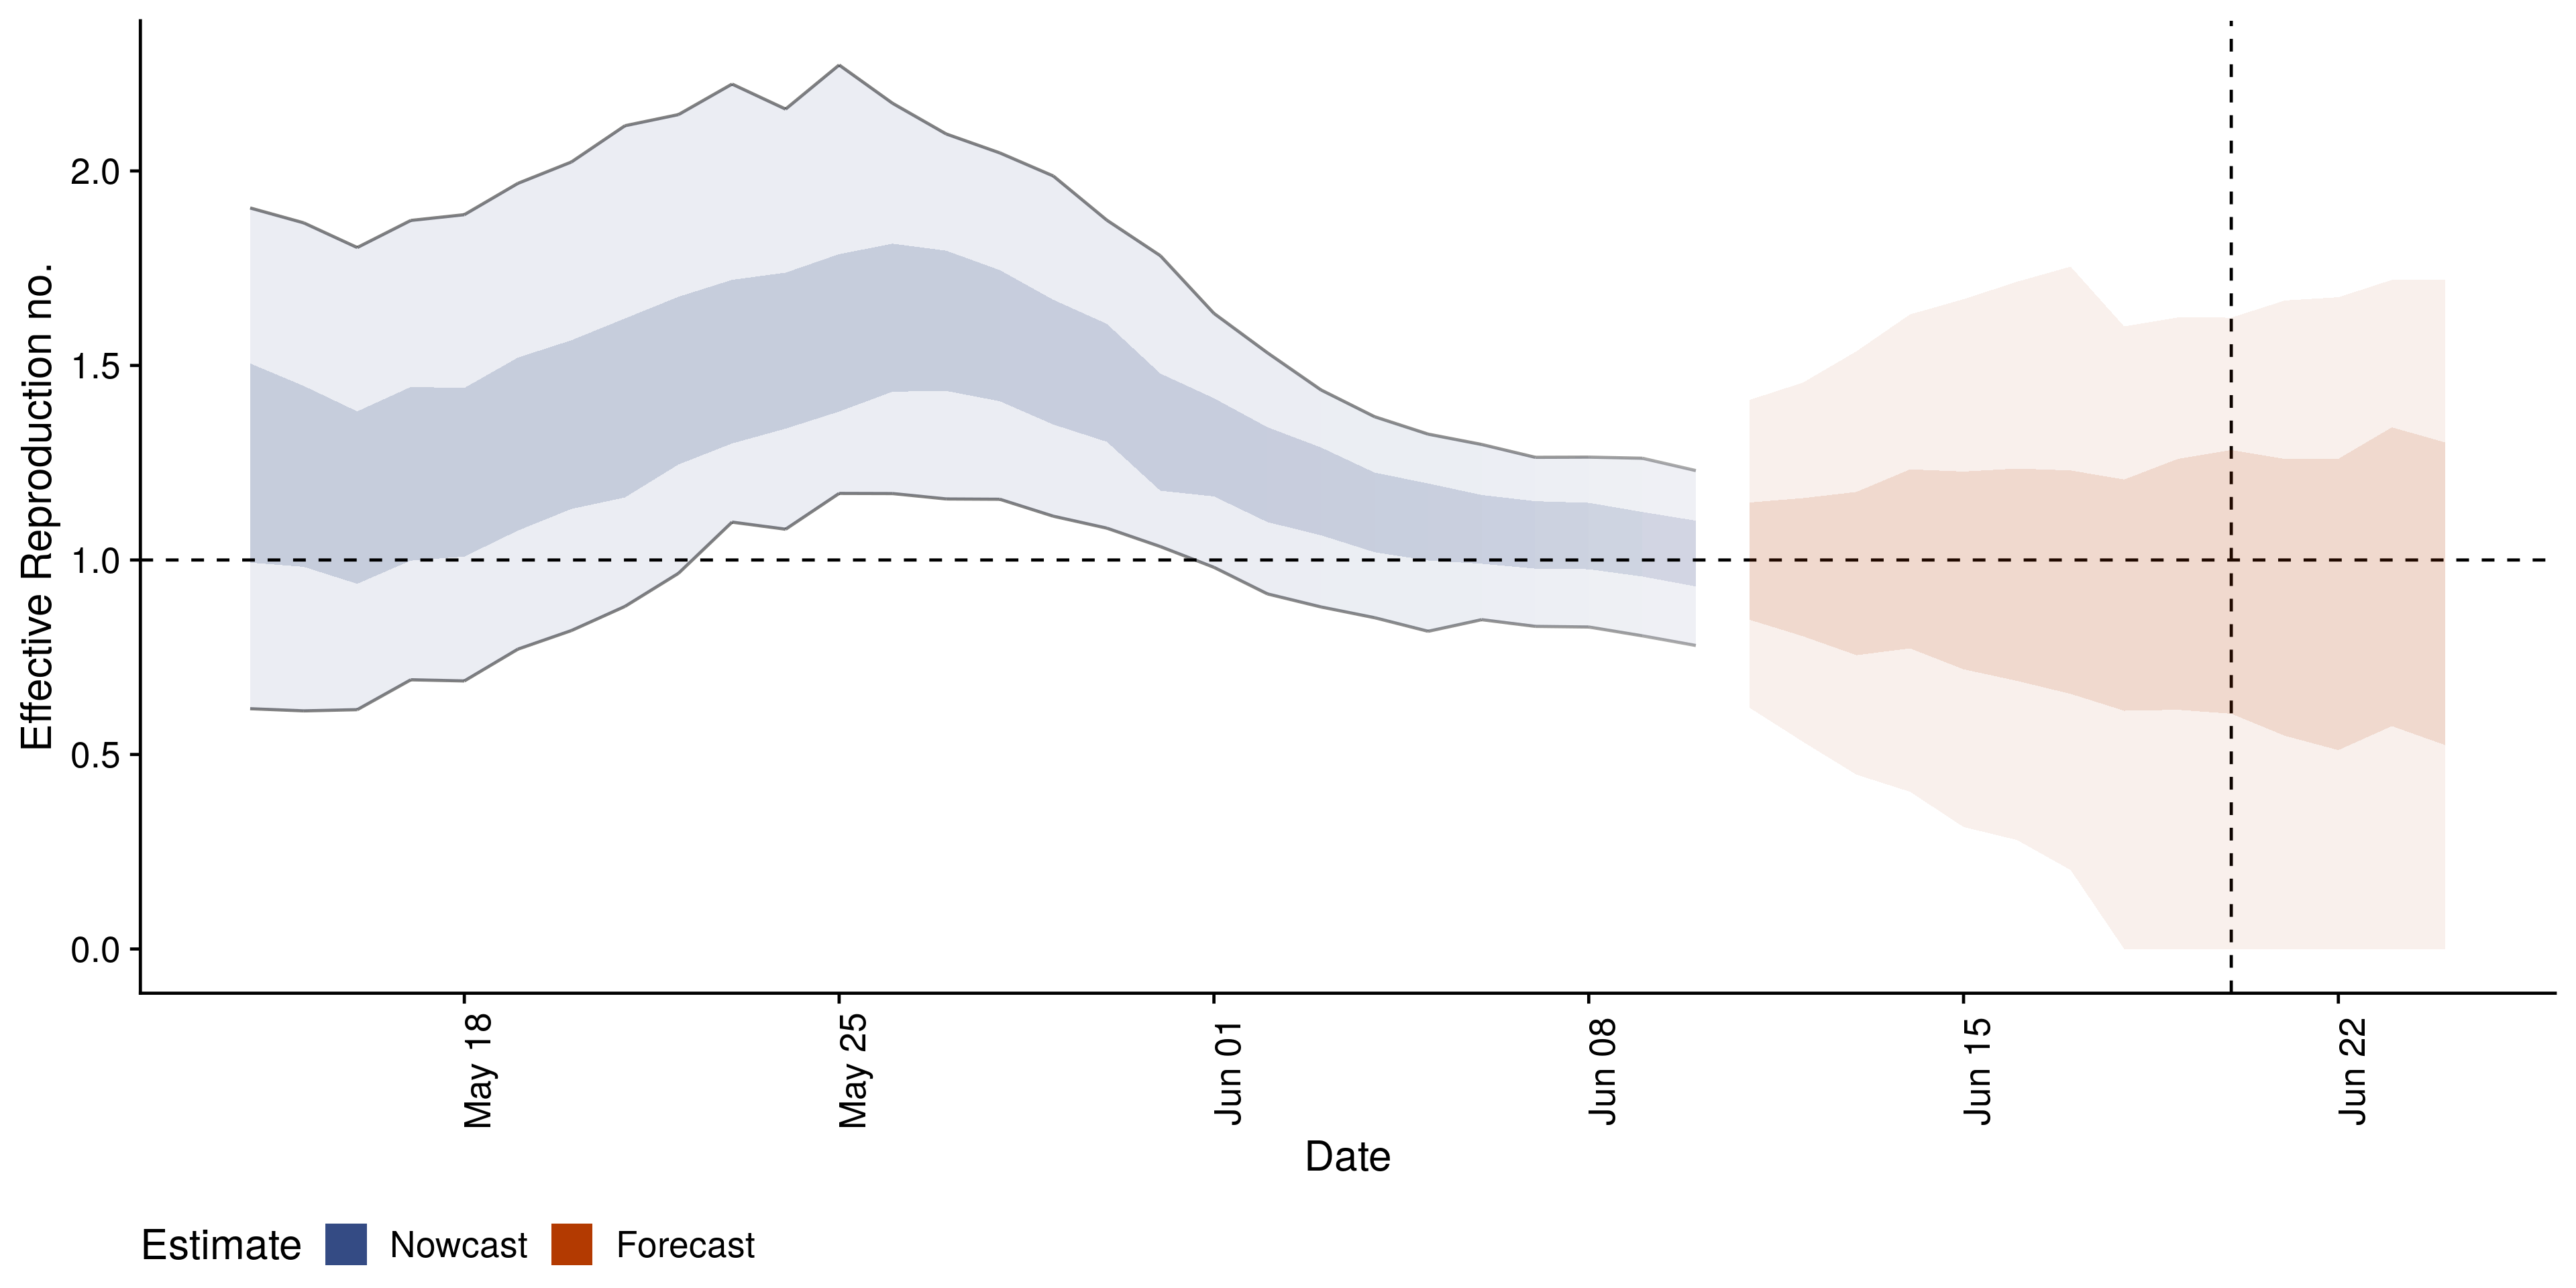 Effective Reproduction no.
2.0
1.5
1.0
0.5
0.0
May 18
May 25
Jun 01
Jun 08
Jun 15
Jun 22
Date
Estimate Nowcast Forecast